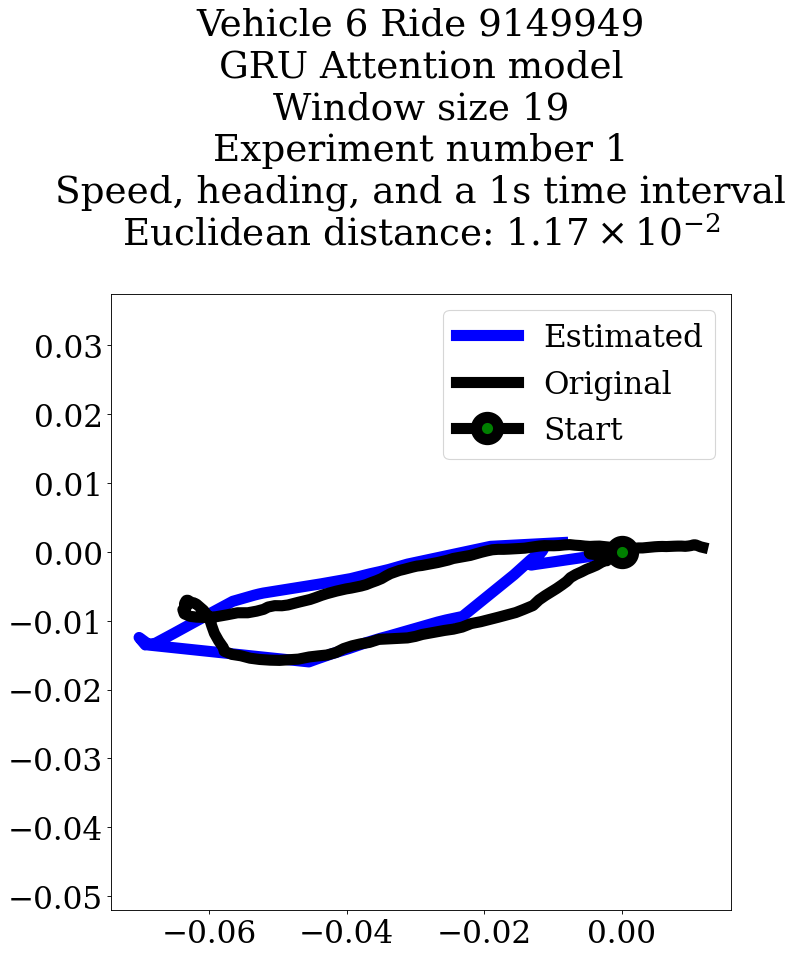 Vehicle 6 Ride 9149949
GRU Attention model
Window size 19
Experiment number 1
Speed, heading, and a 1s time interval
Euclidean distance: 1.17 × 10⁻²
Estimated
Original
Start
0.03
0.02
0.01
0.00
−0.01
−0.02
−0.03
−0.04
−0.05
−0.06 −0.04 −0.02 0.00